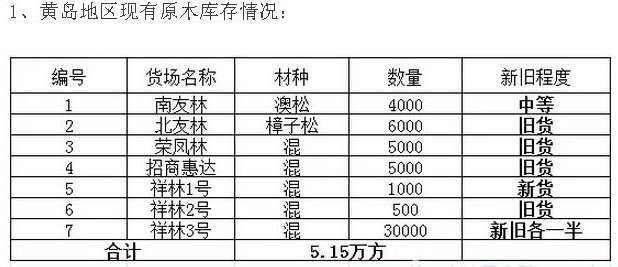 1、黄岛地区现有原木库存情况：
编号 货场名称 材种 数量 新旧程度
1 南友林 澳松 4000 中等
2 北友林 樟子松 6000 旧货
3 荣凤林 混 5000 旧货
4 招商惠达 混 5000 旧货
5 祥林1号 混 1000 新货
6 祥林2号 混 500 旧货
7 祥林3号 混 30000 新旧各一半
合计 5.15万方